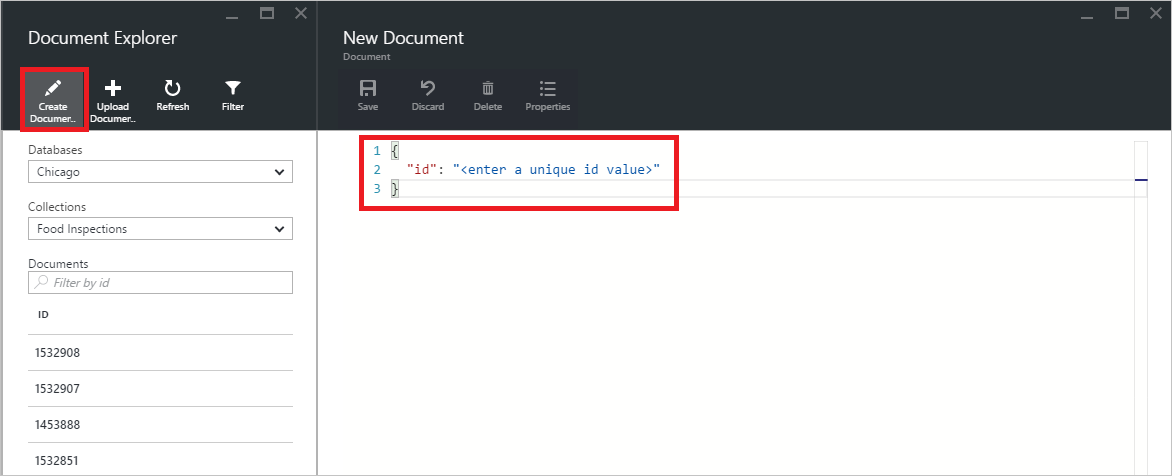 Document Explorer
Create Documer..
Upload Documer..
Refresh
Filter
Databases
Chicago
Collections
Food Inspections
Documents
Filter by id
ID
1532908
1532907
1453888
1532851
New Document
Document
Save
Discard
Delete
Properties
1 {
2 "id": "<enter a unique id value>"
3 }